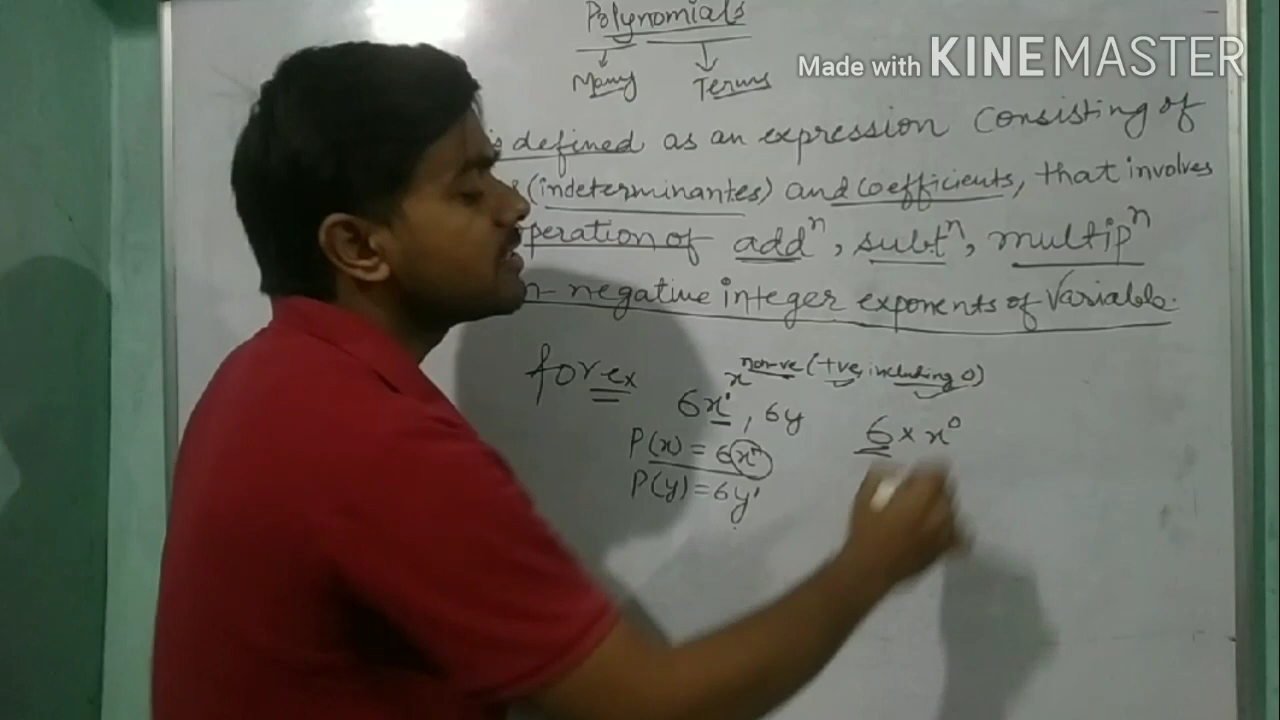 Polynomials
Made with KINEMASTER
Many Terms
is defined as an expression consisting of
(indeterminantes) and coefficients, that involves
peration of addⁿ, subtⁿ, multipⁿ
n-negative integer exponents of Variable.
for ex
x^non-ve (+ve, including 0)
6x¹, 6y
6 × x⁰
P(x) = 6x
P(y) = 6y¹